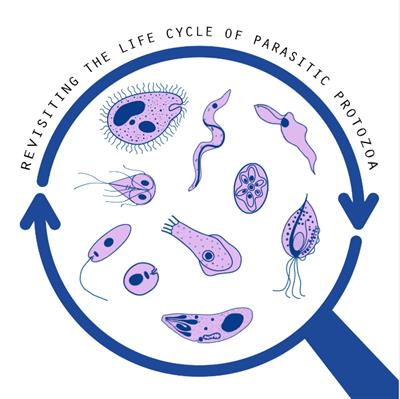 REVISITING THE LIFE CYCLE OF PARASITIC PROTOZOA